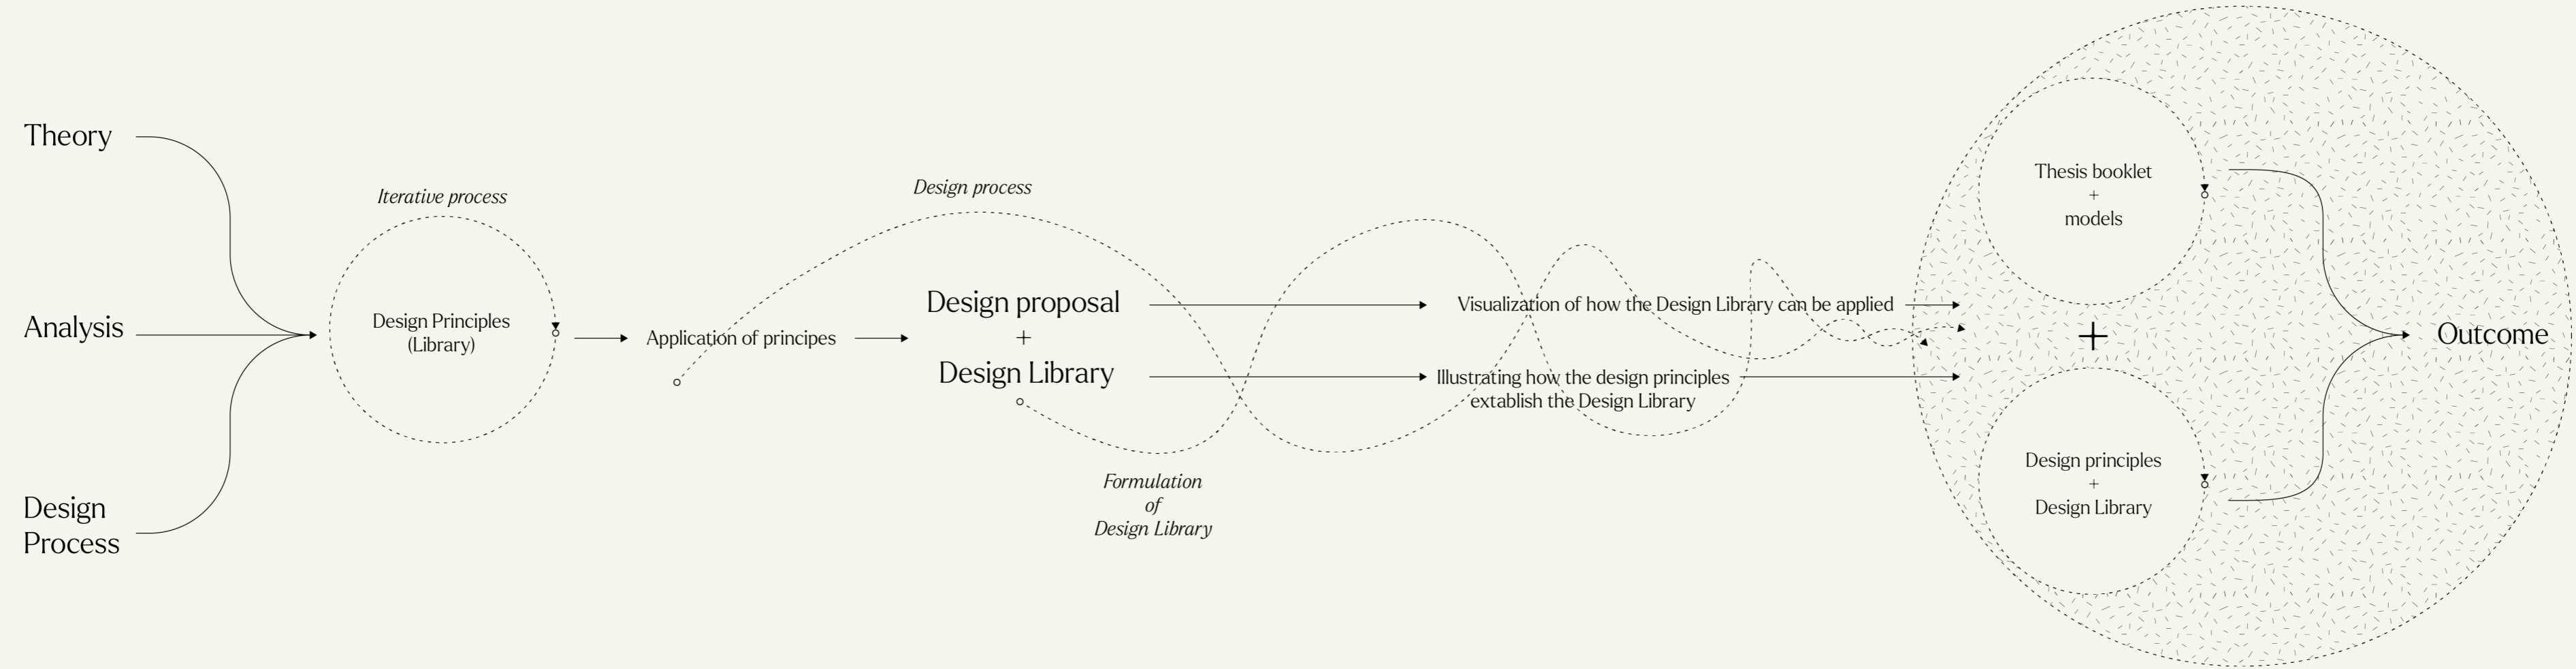 Theory
Analysis
Design
Process
Iterative process
Design Principles
(Library)
Application of principes
Design process
Design proposal
+
Design Library
Formulation
of
Design Library
Visualization of how the Design Library can be applied
Illustrating how the design principles
extablish the Design Library
Thesis booklet
+
models
+
Design principles
+
Design Library
Outcome